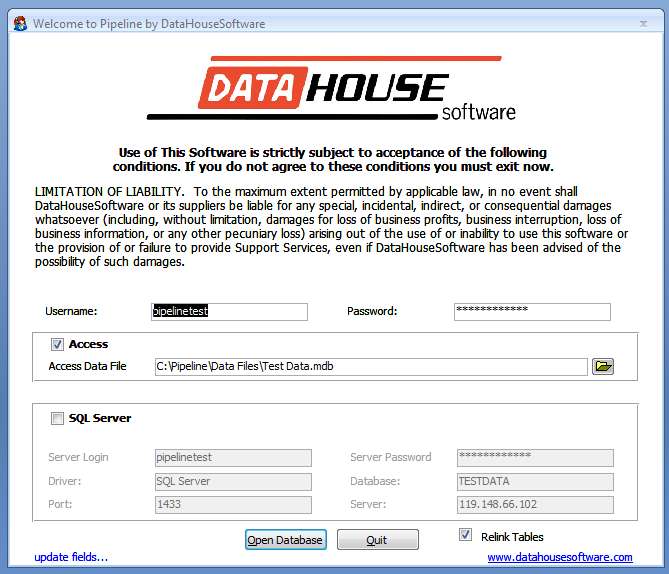 Welcome to Pipeline by DataHouseSoftware
DATA HOUSE
software
Use of This Software is strictly subject to acceptance of the following
conditions. If you do not agree to these conditions you must exit now.
LIMITATION OF LIABILITY. To the maximum extent permitted by applicable law, in no event shall
DataHouseSoftware or its suppliers be liable for any special, incidental, indirect, or consequential damages
whatsoever (including, without limitation, damages for loss of business profits, business interruption, loss of
business information, or any other pecuniary loss) arising out of the use of or inability to use this software or
the provision of or failure to provide Support Services, even if DataHouseSoftware has been advised of the
possibility of such damages.
Username: pipelinetest Password: ************
Access
Access Data File C:\Pipeline\Data Files\Test Data.mdb
SQL Server
Server Login pipelinetest Server Password ************
Driver: SQL Server Database: TESTDATA
Port: 1433 Server: 119.148.66.102
Open Database Quit Relink Tables
update fields... www.datahousesoftware.com